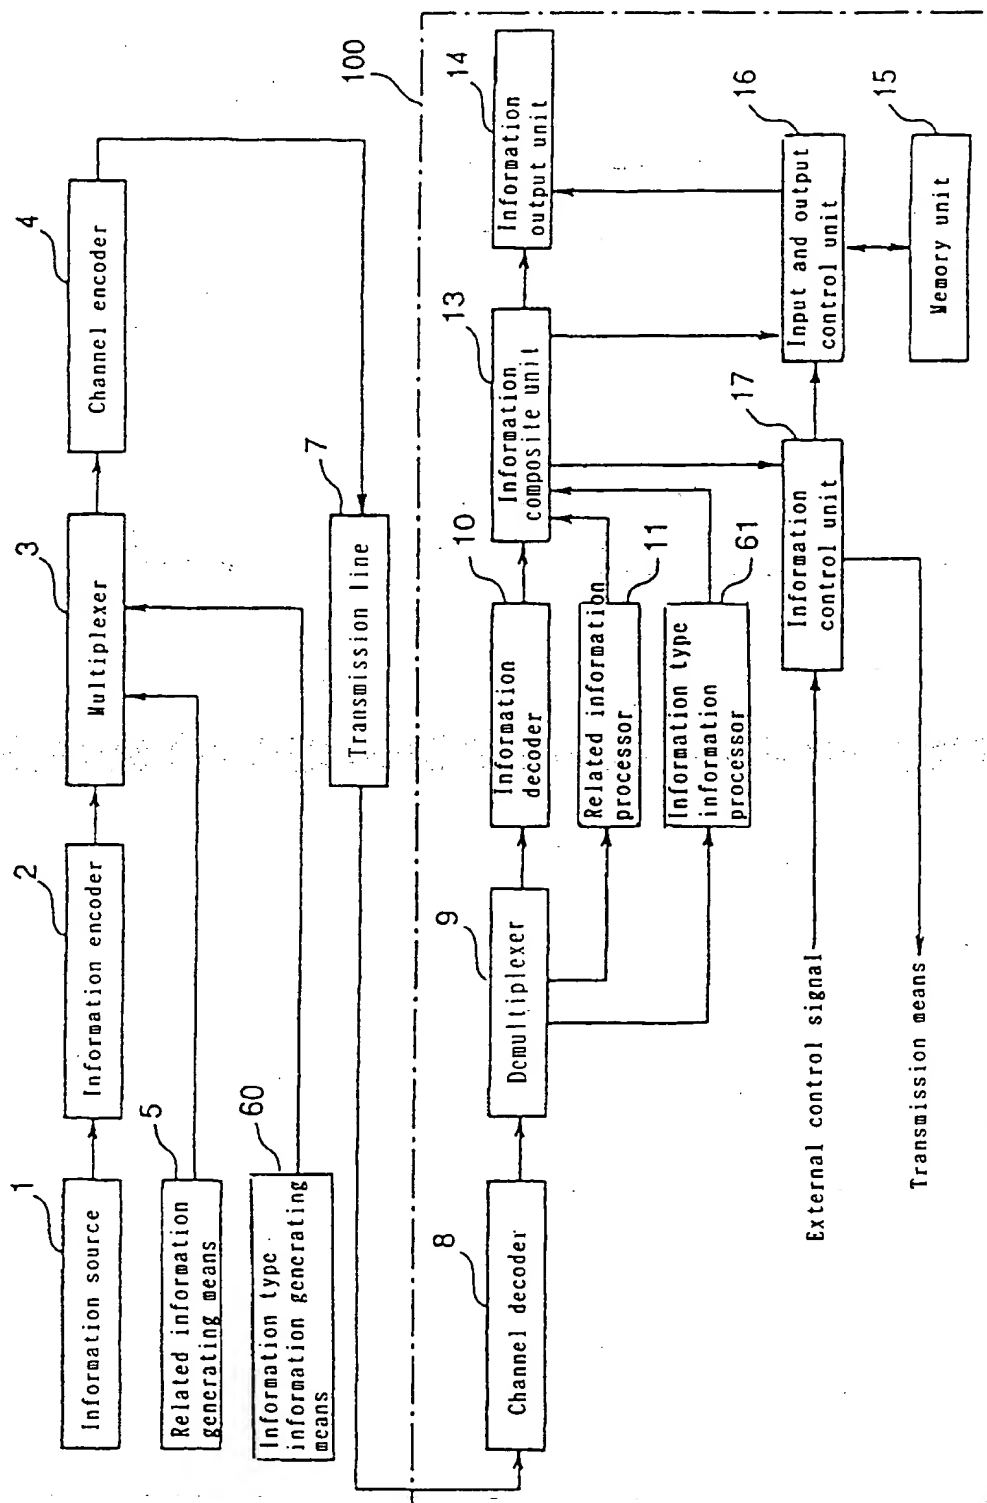 1
Information source
2
Information encoder
3
Multiplexer
4
Channel encoder
5
Related information
generating means
60
Information type
information generating
means
7
Transmission line
100
8
Channel decoder
9
Demultiplexer
10
Information
decoder
11
Related information
processor
61
Information type
information
processor
13
Information
composite unit
14
Information
output unit
17
Information
control unit
16
Input and output
control unit
15
Memory unit
External control signal
Transmission means